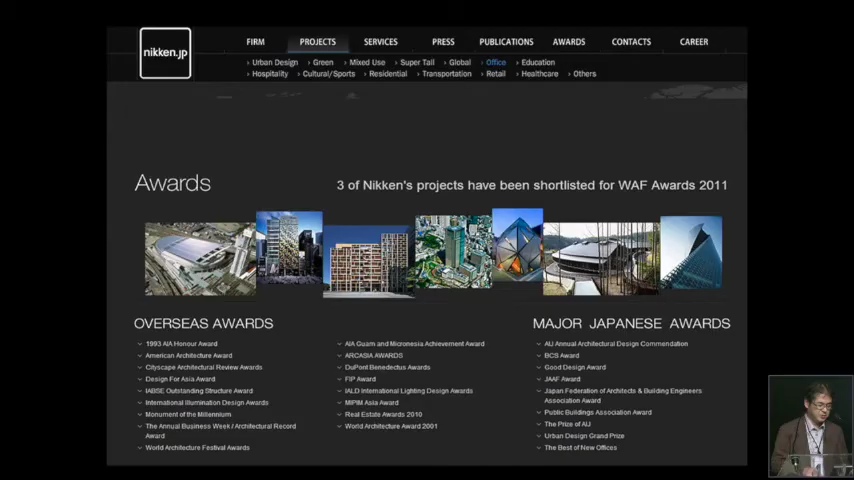 nikken.jp
FIRM PROJECTS SERVICES PRESS PUBLICATIONS AWARDS CONTACTS CAREER
Urban Design Green Mixed Use Super Tall Global Office Education
Hospitality Cultural/Sports Residential Transportation Retail Healthcare Others
Awards
3 of Nikken's projects have been shortlisted for WAF Awards 2011
OVERSEAS AWARDS
1993 AIA Honour Award
American Architecture Award
Cityscape Architectural Review Awards
Design For Asia Award
IABSE Outstanding Structure Award
International Illumination Design Awards
Monument of the Millennium
The Annual Business Week / Architectural Record
Award
World Architecture Festival Awards
AIA Guam and Micronesia Achievement Award
ARCASIA AWARDS
DuPont Benedectus Awards
FIP Award
IALD International Lighting Design Awards
MIPIM Asia Award
Real Estate Awards 2010
World Architecture Award 2001
MAJOR JAPANESE AWARDS
AIJ Annual Architectural Design Commendation
BCS Award
Good Design Award
JAAF Award
Japan Federation of Architects & Building Engineers
Association Award
Public Buildings Association Award
The Prize of AIJ
Urban Design Grand Prize
The Best of New Offices